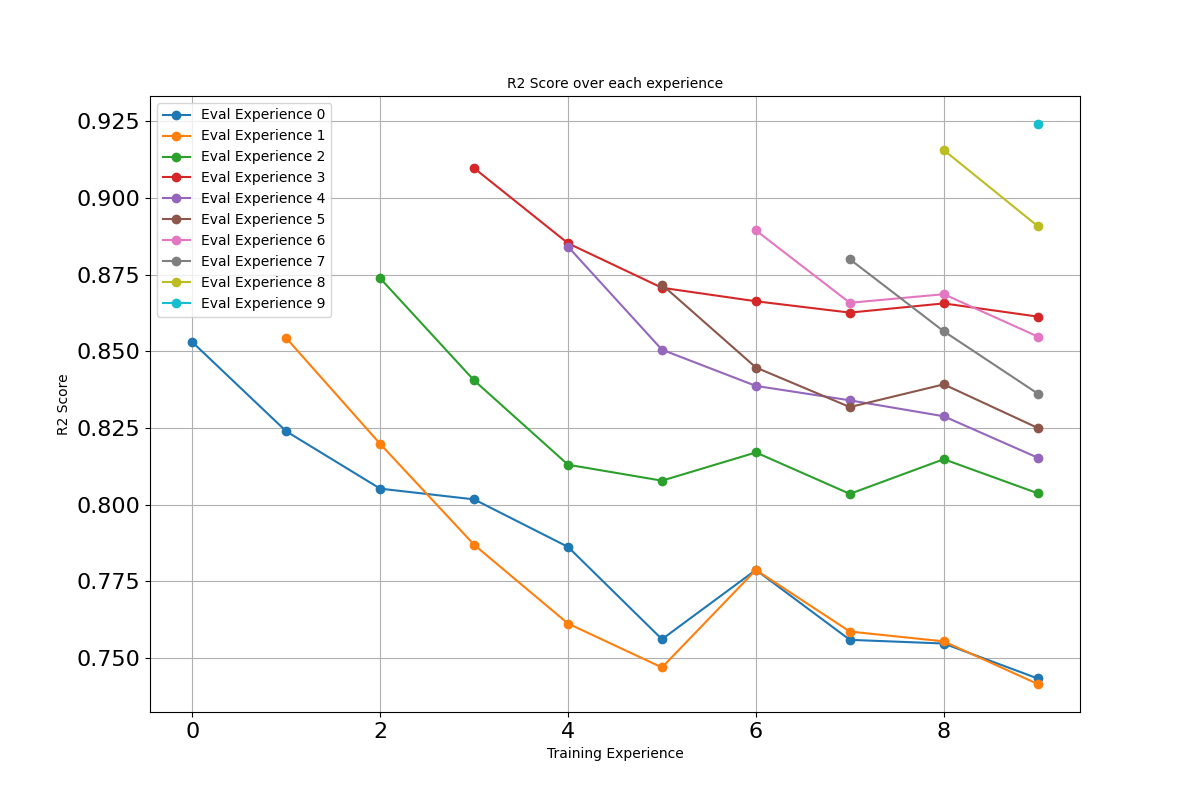 R2 Score over each experience
Eval Experience 0
Eval Experience 1
Eval Experience 2
Eval Experience 3
Eval Experience 4
Eval Experience 5
Eval Experience 6
Eval Experience 7
Eval Experience 8
Eval Experience 9
0.925
0.900
0.875
0.850
0.825
0.800
0.775
0.750
R2 Score
0 2 4 6 8
Training Experience